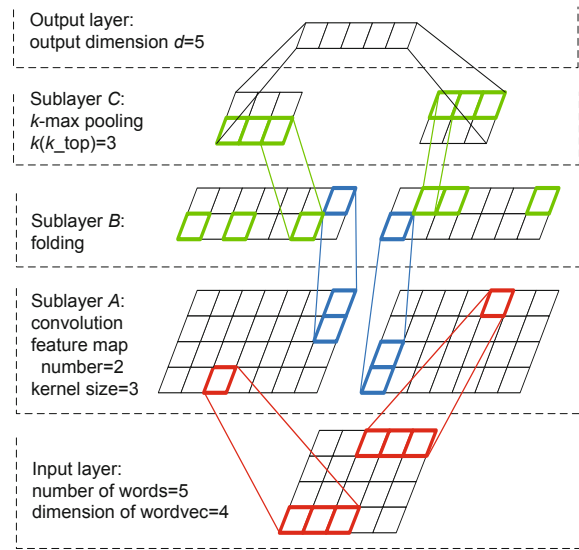 Output layer:
output dimension d=5
Sublayer C:
k-max pooling
k(k_top)=3
Sublayer B:
folding
Sublayer A:
convolution
feature map
number=2
kernel size=3
Input layer:
number of words=5
dimension of wordvec=4